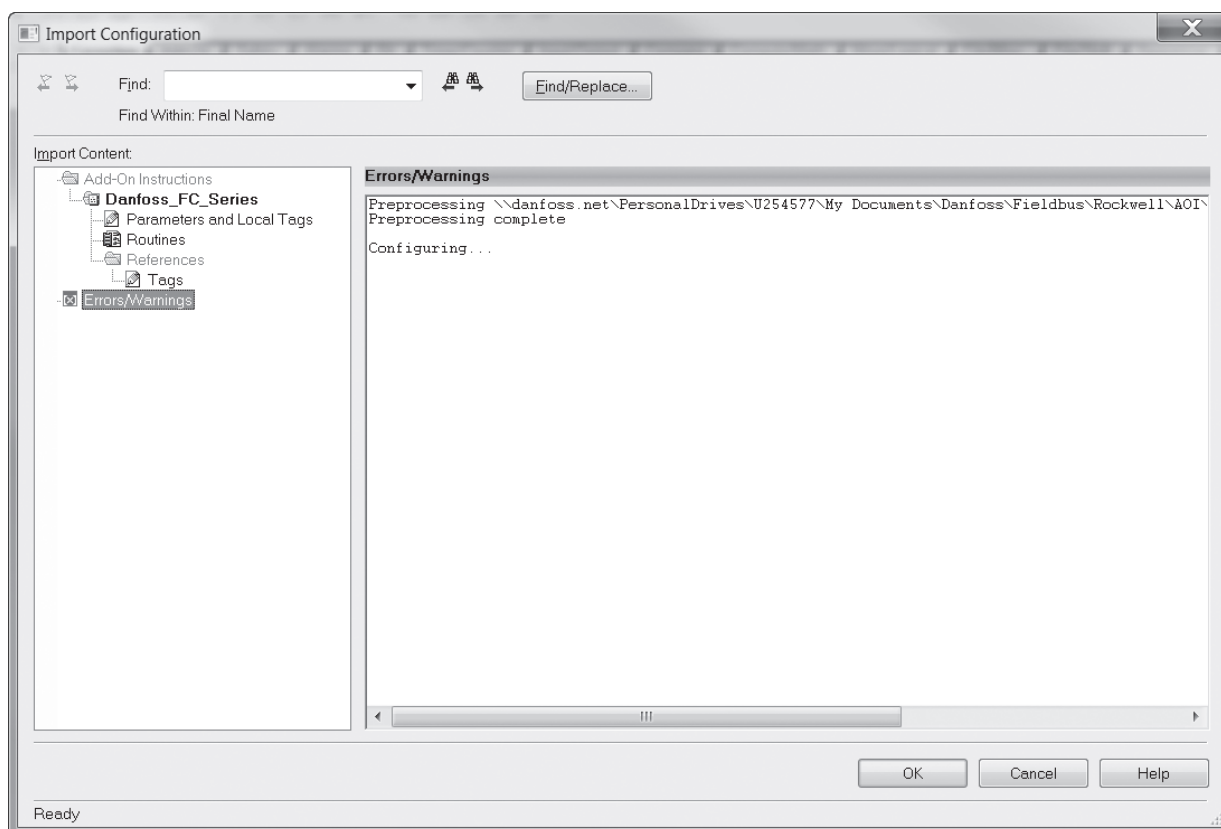 Import Configuration
Find:
Find/Replace...
Find Within: Final Name
Import Content:
Add-On Instructions
Danfoss_FC_Series
Parameters and Local Tags
Routines
References
Tags
Errors/Warnings
Errors/Warnings
Preprocessing \\danfoss.net\PersonalDrives\U254577\My Documents\Danfoss\Fieldbus\Rockwell\AOI\
Preprocessing complete
Configuring...
OK Cancel Help
Ready